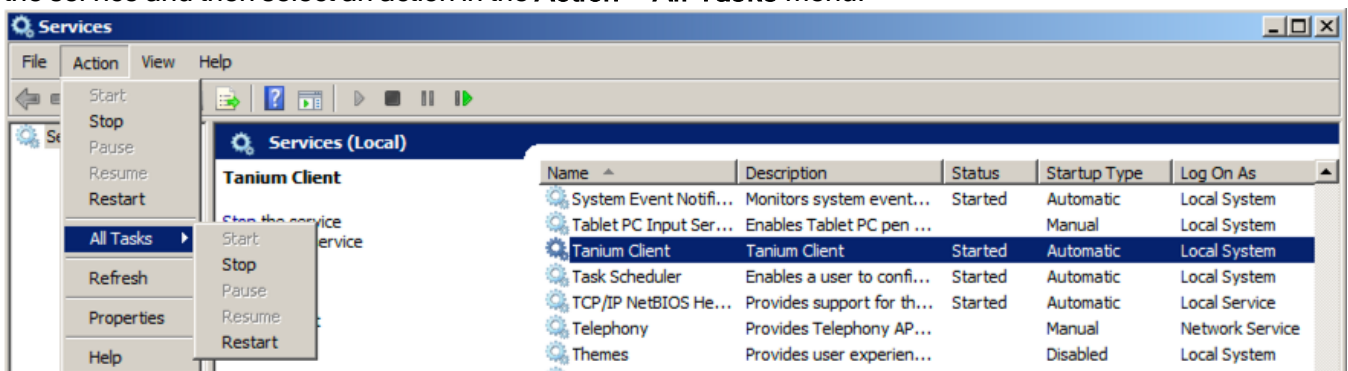 the service and then select an action in the Action > All Tasks menu.
Services
File Action View Help
Start
Stop
Pause
Resume
Restart
All Tasks
Refresh
Properties
Help
Start
Stop
Pause
Resume
Restart
Services (Local)
Tanium Client
Stop the service
service
Name Description Status Startup Type Log On As
System Event Notifi... Monitors system event... Started Automatic Local System
Tablet PC Input Ser... Enables Tablet PC pen ... Manual Local System
Tanium Client Tanium Client Started Automatic Local System
Task Scheduler Enables a user to confi... Started Automatic Local System
TCP/IP NetBIOS He... Provides support for th... Started Automatic Local Service
Telephony Provides Telephony AP... Manual Network Service
Themes Provides user experien... Disabled Local System